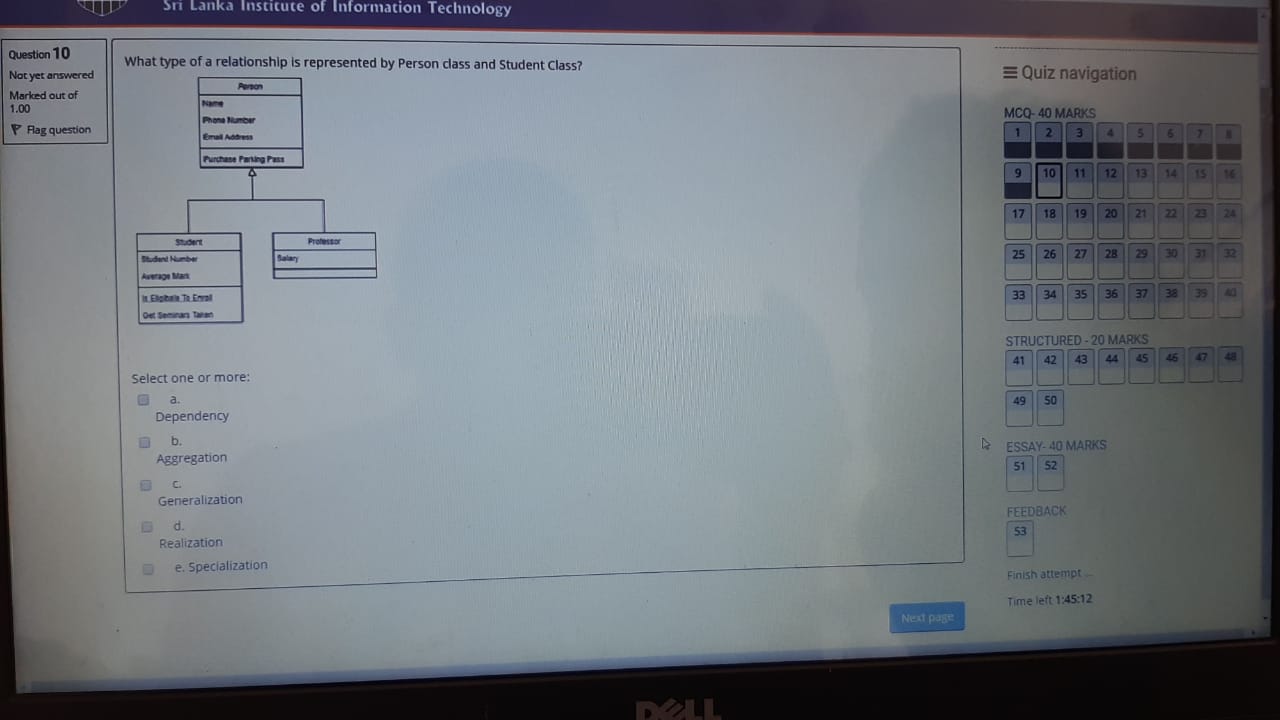 Sri Lanka Institute of Information Technology
Question 10
Not yet answered
Marked out of
1.00
Flag question
What type of a relationship is represented by Person class and Student Class?
Person
Name
Phone Number
Email Address
Purchase Parking Pass
Student
Student Number
Average Mark
Is Eligible To Enroll
Get Seminars Taken
Professor
Salary
Select one or more:
a.
Dependency
b.
Aggregation
c.
Generalization
d.
Realization
e. Specialization
Next page
Quiz navigation
MCQ- 40 MARKS
1 2 3 4 5 6 7 8
9 10 11 12 13 14 15 16
17 18 19 20 21 22 23 24
25 26 27 28 29 30 31 32
33 34 35 36 37 38 39 40
STRUCTURED - 20 MARKS
41 42 43 44 45 46 47 48
49 50
ESSAY- 40 MARKS
51 52
FEEDBACK
53
Finish attempt ...
Time left 1:45:12
DELL